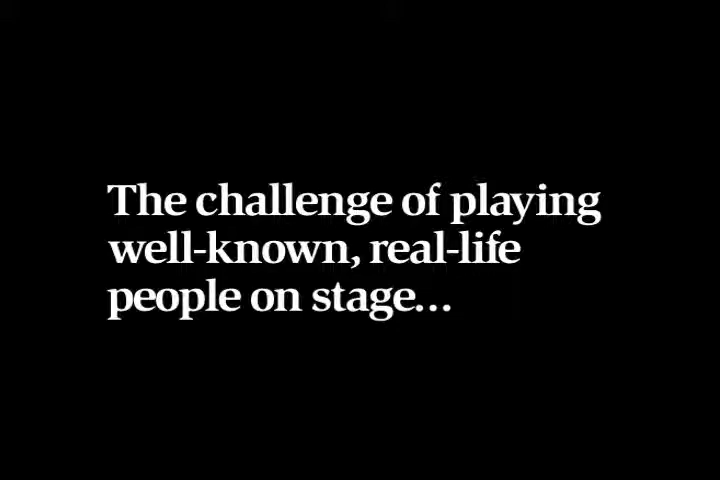 The challenge of playing
well-known, real-life
people on stage...